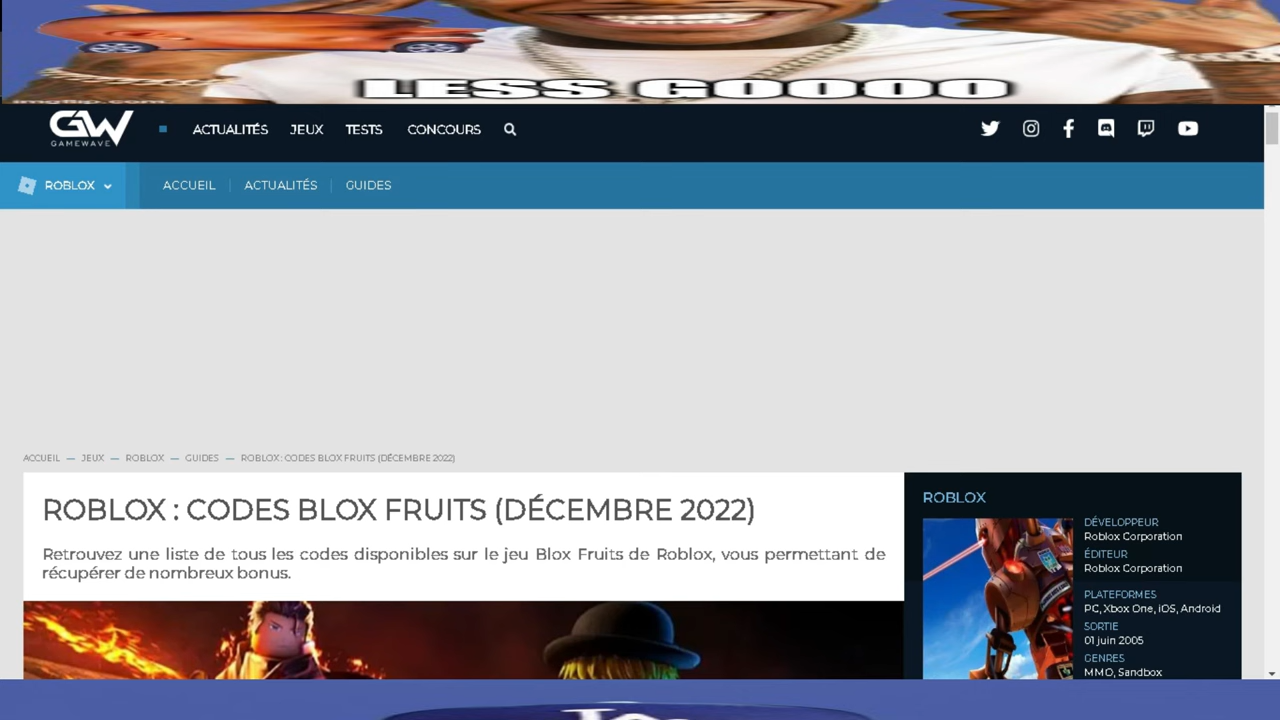 LESS GOOOO
imgflip.com
GW ACTUALITÉS JEUX TESTS CONCOURS
GAMEWAVE
ROBLOX ACCUEIL ACTUALITÉS GUIDES
ACCUEIL — JEUX — ROBLOX — GUIDES — ROBLOX : CODES BLOX FRUITS (DÉCEMBRE 2022)
ROBLOX : CODES BLOX FRUITS (DÉCEMBRE 2022)
Retrouvez une liste de tous les codes disponibles sur le jeu Blox Fruits de Roblox, vous permettant de
récupérer de nombreux bonus.
ROBLOX
DÉVELOPPEUR
Roblox Corporation
ÉDITEUR
Roblox Corporation
PLATEFORMES
PC, Xbox One, iOS, Android
SORTIE
01 juin 2005
GENRES
MMO, Sandbox